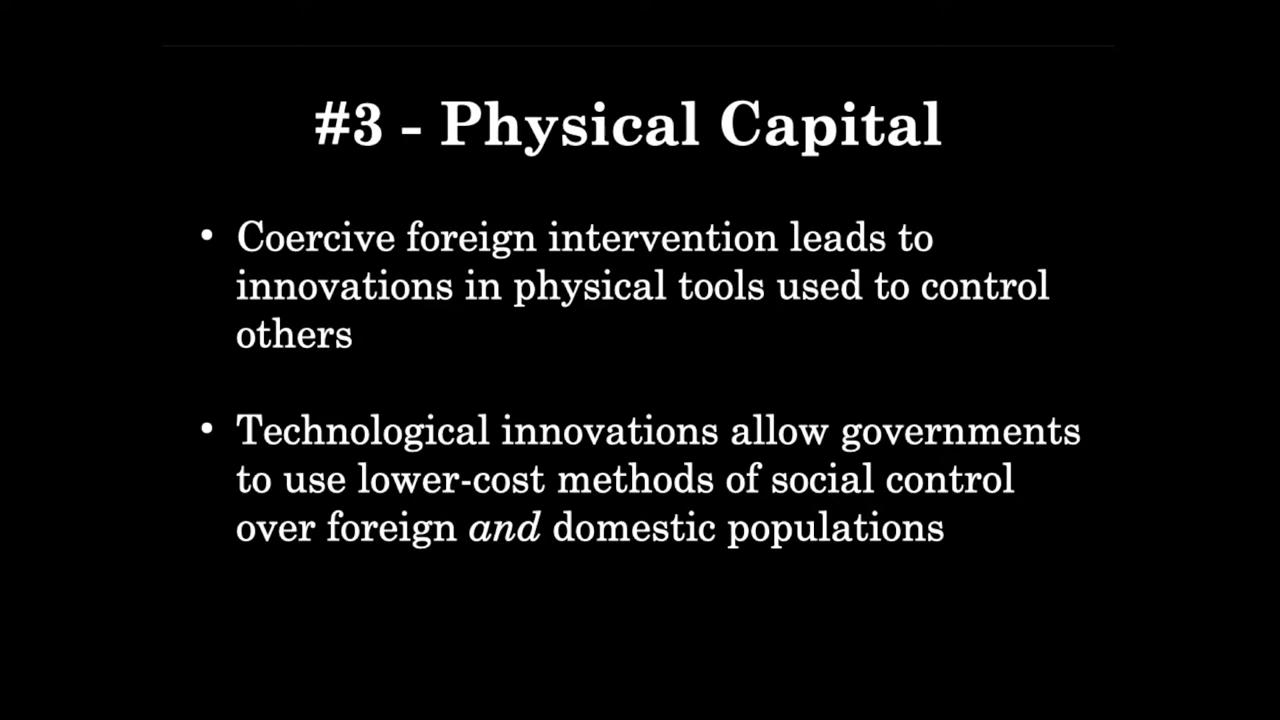 #3 - Physical Capital
• Coercive foreign intervention leads to
innovations in physical tools used to control
others
• Technological innovations allow governments
to use lower-cost methods of social control
over foreign and domestic populations